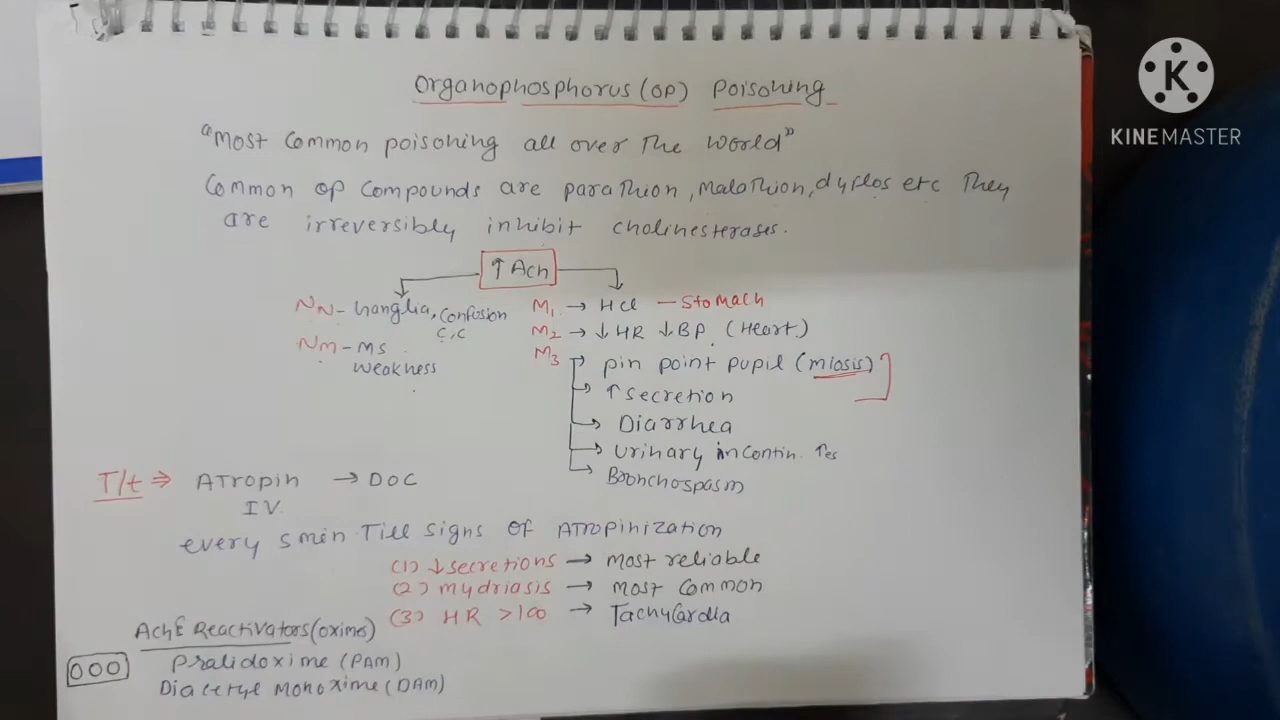 Organophosphorus (OP) Poisoning
"Most Common poisoning all over The World"
Common OP Compounds are parathion, Malathion, dyflos etc They
are irreversibly inhibit cholinesterases.
↑ Ach
NN - Ganglia, Confusion
C,C
NM - MS
Weakness
M1 → HCl — Stomach
M2 → ↓ HR ↓ BP (Heart)
M3 → pin point pupil (miosis)
→ ↑ secretion
→ Diarrhea
→ Urinary incontin. ↑es
→ Bronchospasm
T/t ⇒ ATropin → DOC
IV.
every 5 min Till signs of ATropinization
(1) ↓ secretions → most reliable
(2) mydriasis → most common
(3) HR >100 → Tachycardia
AchE Reactivators (oximes)
OOO
Pralidoxime (PAM)
Diacetyl Monoxime (DAM)
K
KINEMASTER